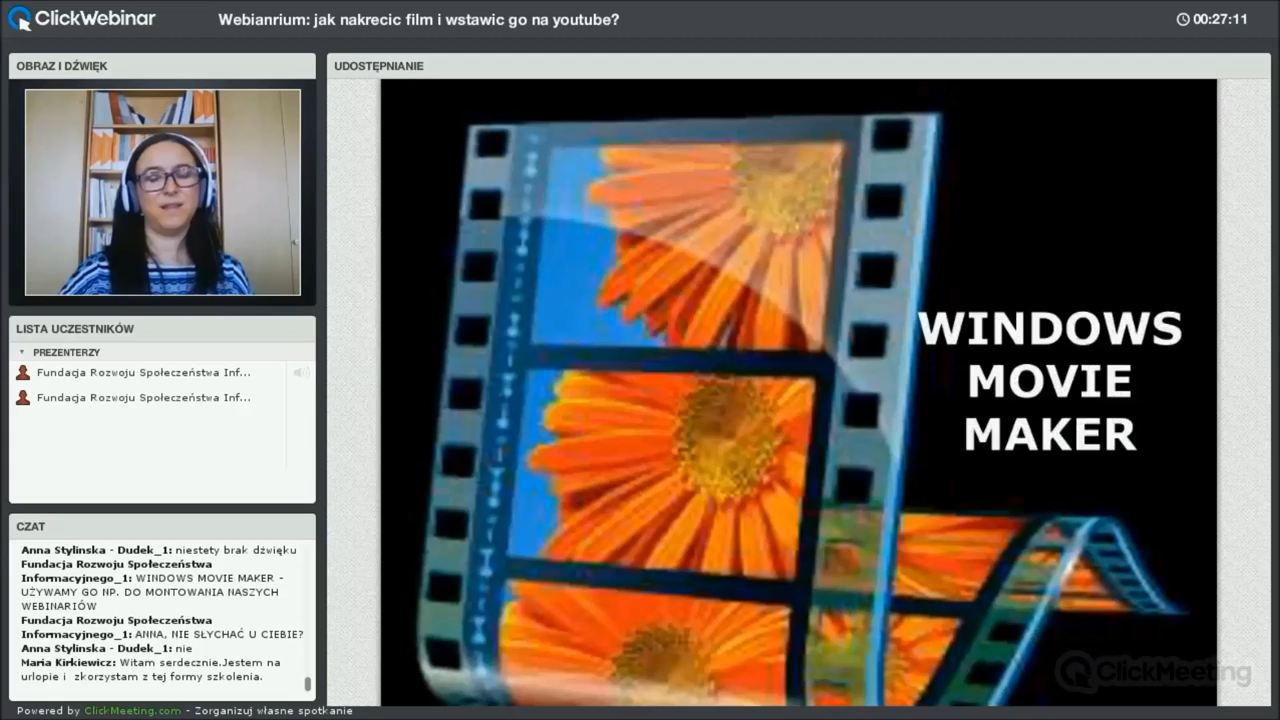 ClickWebinar
Webianrium: jak nakrecic film i wstawic go na youtube?
00:27:11
OBRAZ I DŹWIĘK
UDOSTĘPNIANIE
LISTA UCZESTNIKÓW
PREZENTERZY
Fundacja Rozwoju Społeczeństwa Inf...
Fundacja Rozwoju Społeczeństwa Inf...
CZAT
Anna Stylinska - Dudek_1: niestety brak dźwięku
Fundacja Rozwoju Społeczeństwa
Informacyjnego_1: WINDOWS MOVIE MAKER -
UŻYWAMY GO NP. DO MONTOWANIA NASZYCH
WEBINARIÓW
Fundacja Rozwoju Społeczeństwa
Informacyjnego_1: ANNA, NIE SŁYCHAĆ U CIEBIE?
Anna Stylinska - Dudek_1: nie
Maria Kirkiewicz: Witam serdecznie.Jestem na
urlopie i zkorzystam z tej formy szkolenia.
WINDOWS
MOVIE
MAKER
ClickMeeting
Powered by ClickMeeting.com - Zorganizuj własne spotkanie